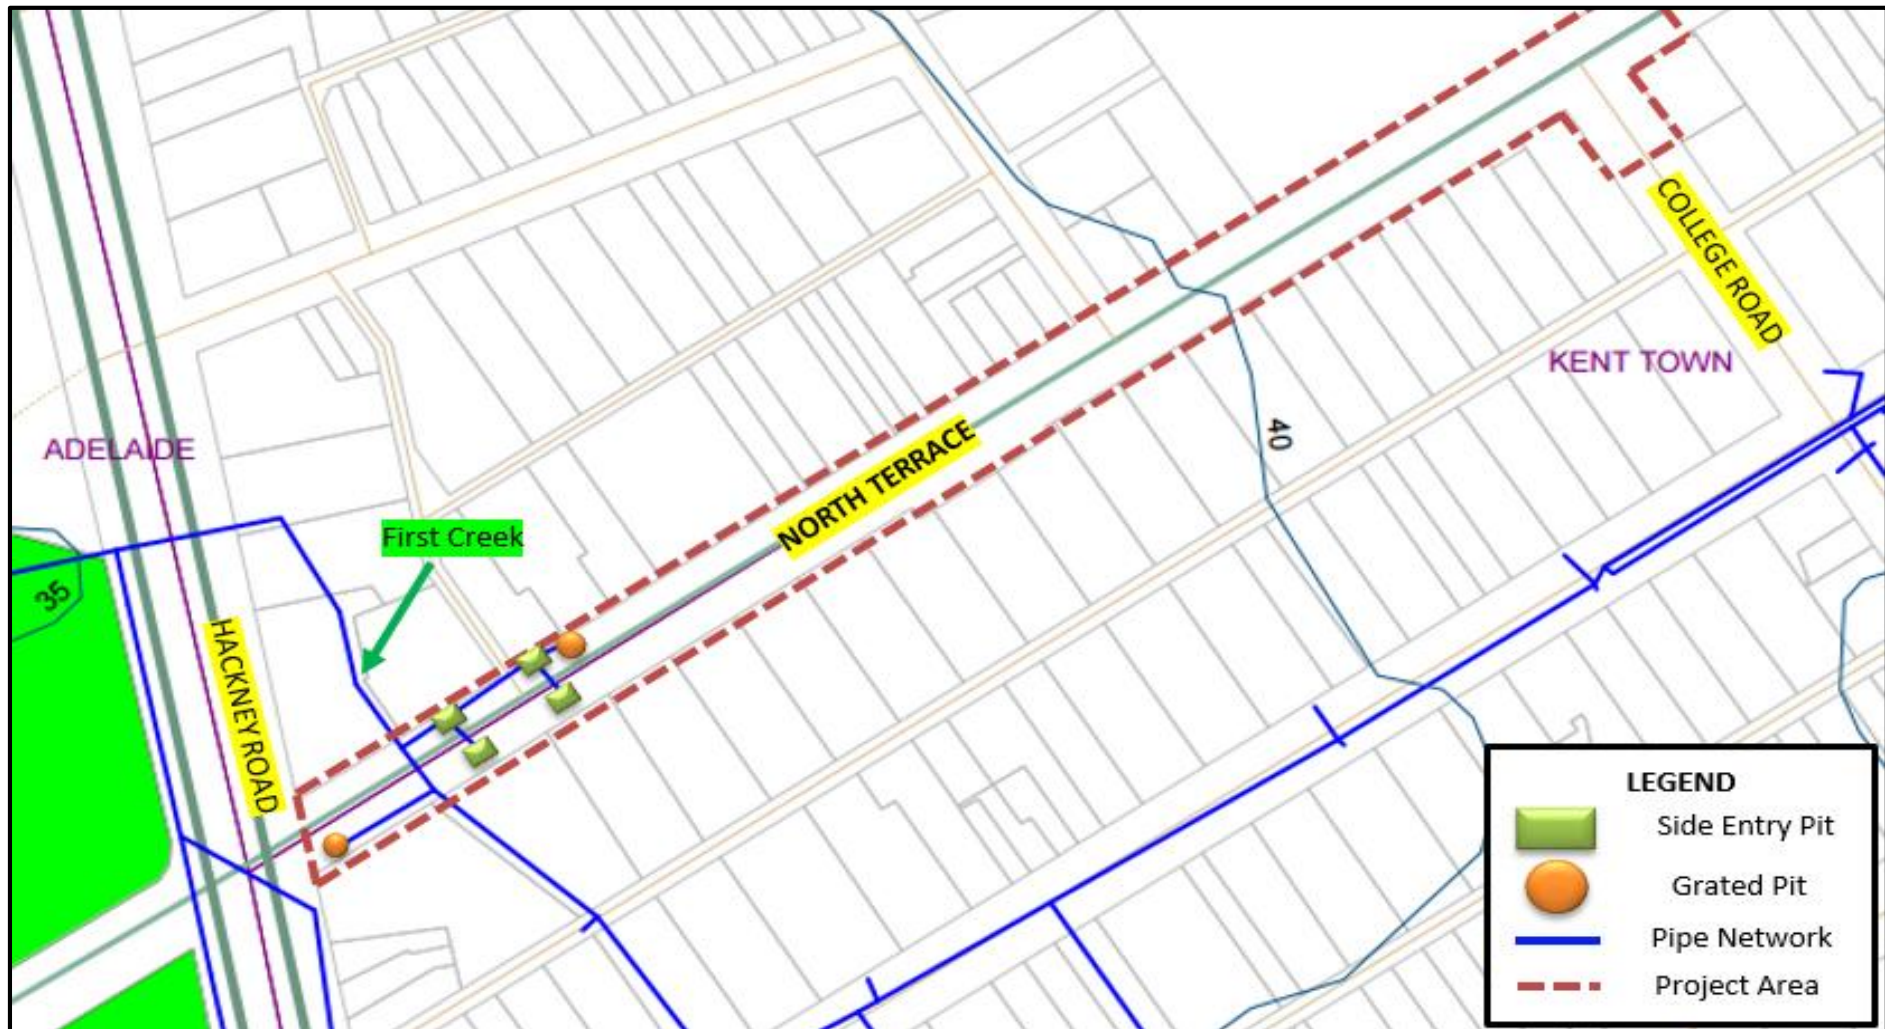 COLLEGE ROAD
KENT TOWN
40
NORTH TERRACE
ADELAIDE
First Creek
35
HACKNEY ROAD
LEGEND
Side Entry Pit
Grated Pit
Pipe Network
Project Area